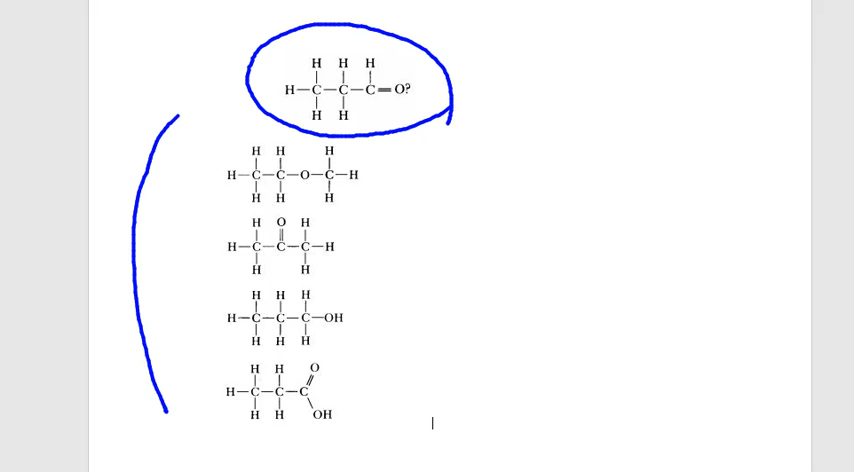 H H H
H—C—C—C=O?
H H
H H H
H—C—C—O—C—H
H H H
H O H
H—C—C—C—H
H H
H H H
H—C—C—C—OH
H H H
H H O
H—C—C—C
H H OH